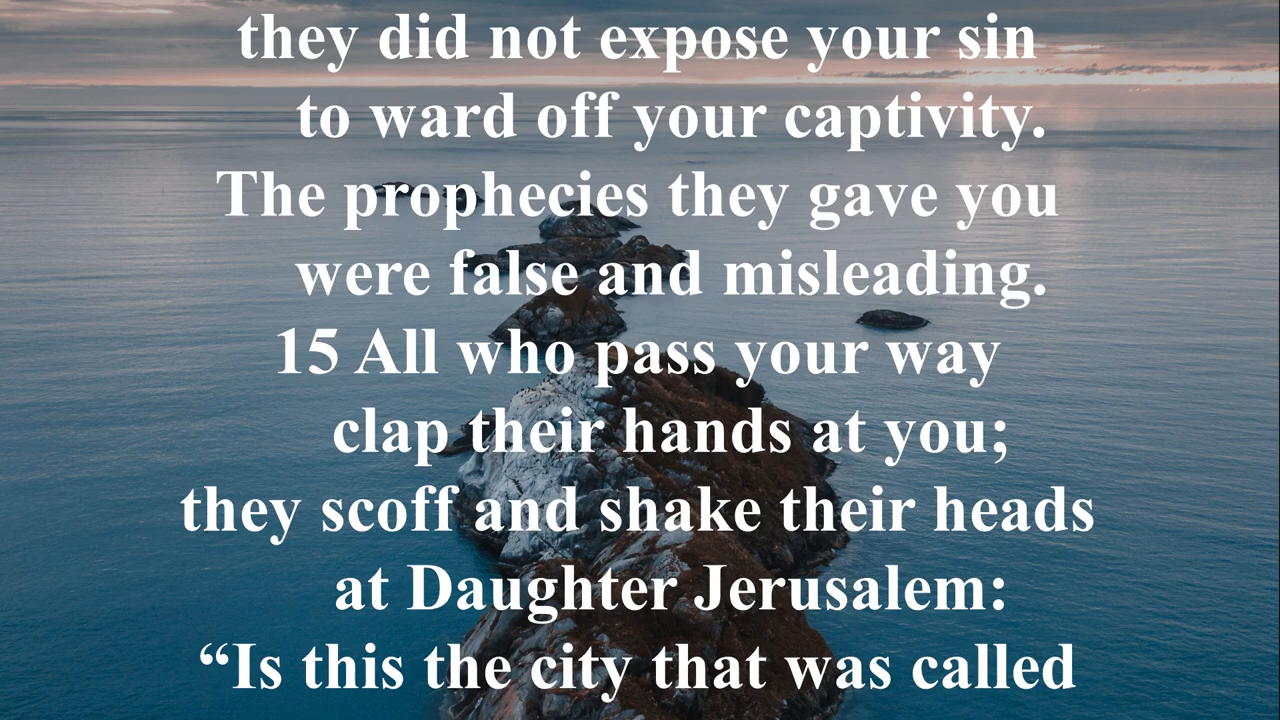 they did not expose your sin
to ward off your captivity.
The prophecies they gave you
were false and misleading.
15 All who pass your way
clap their hands at you;
they scoff and shake their heads
at Daughter Jerusalem:
“Is this the city that was called